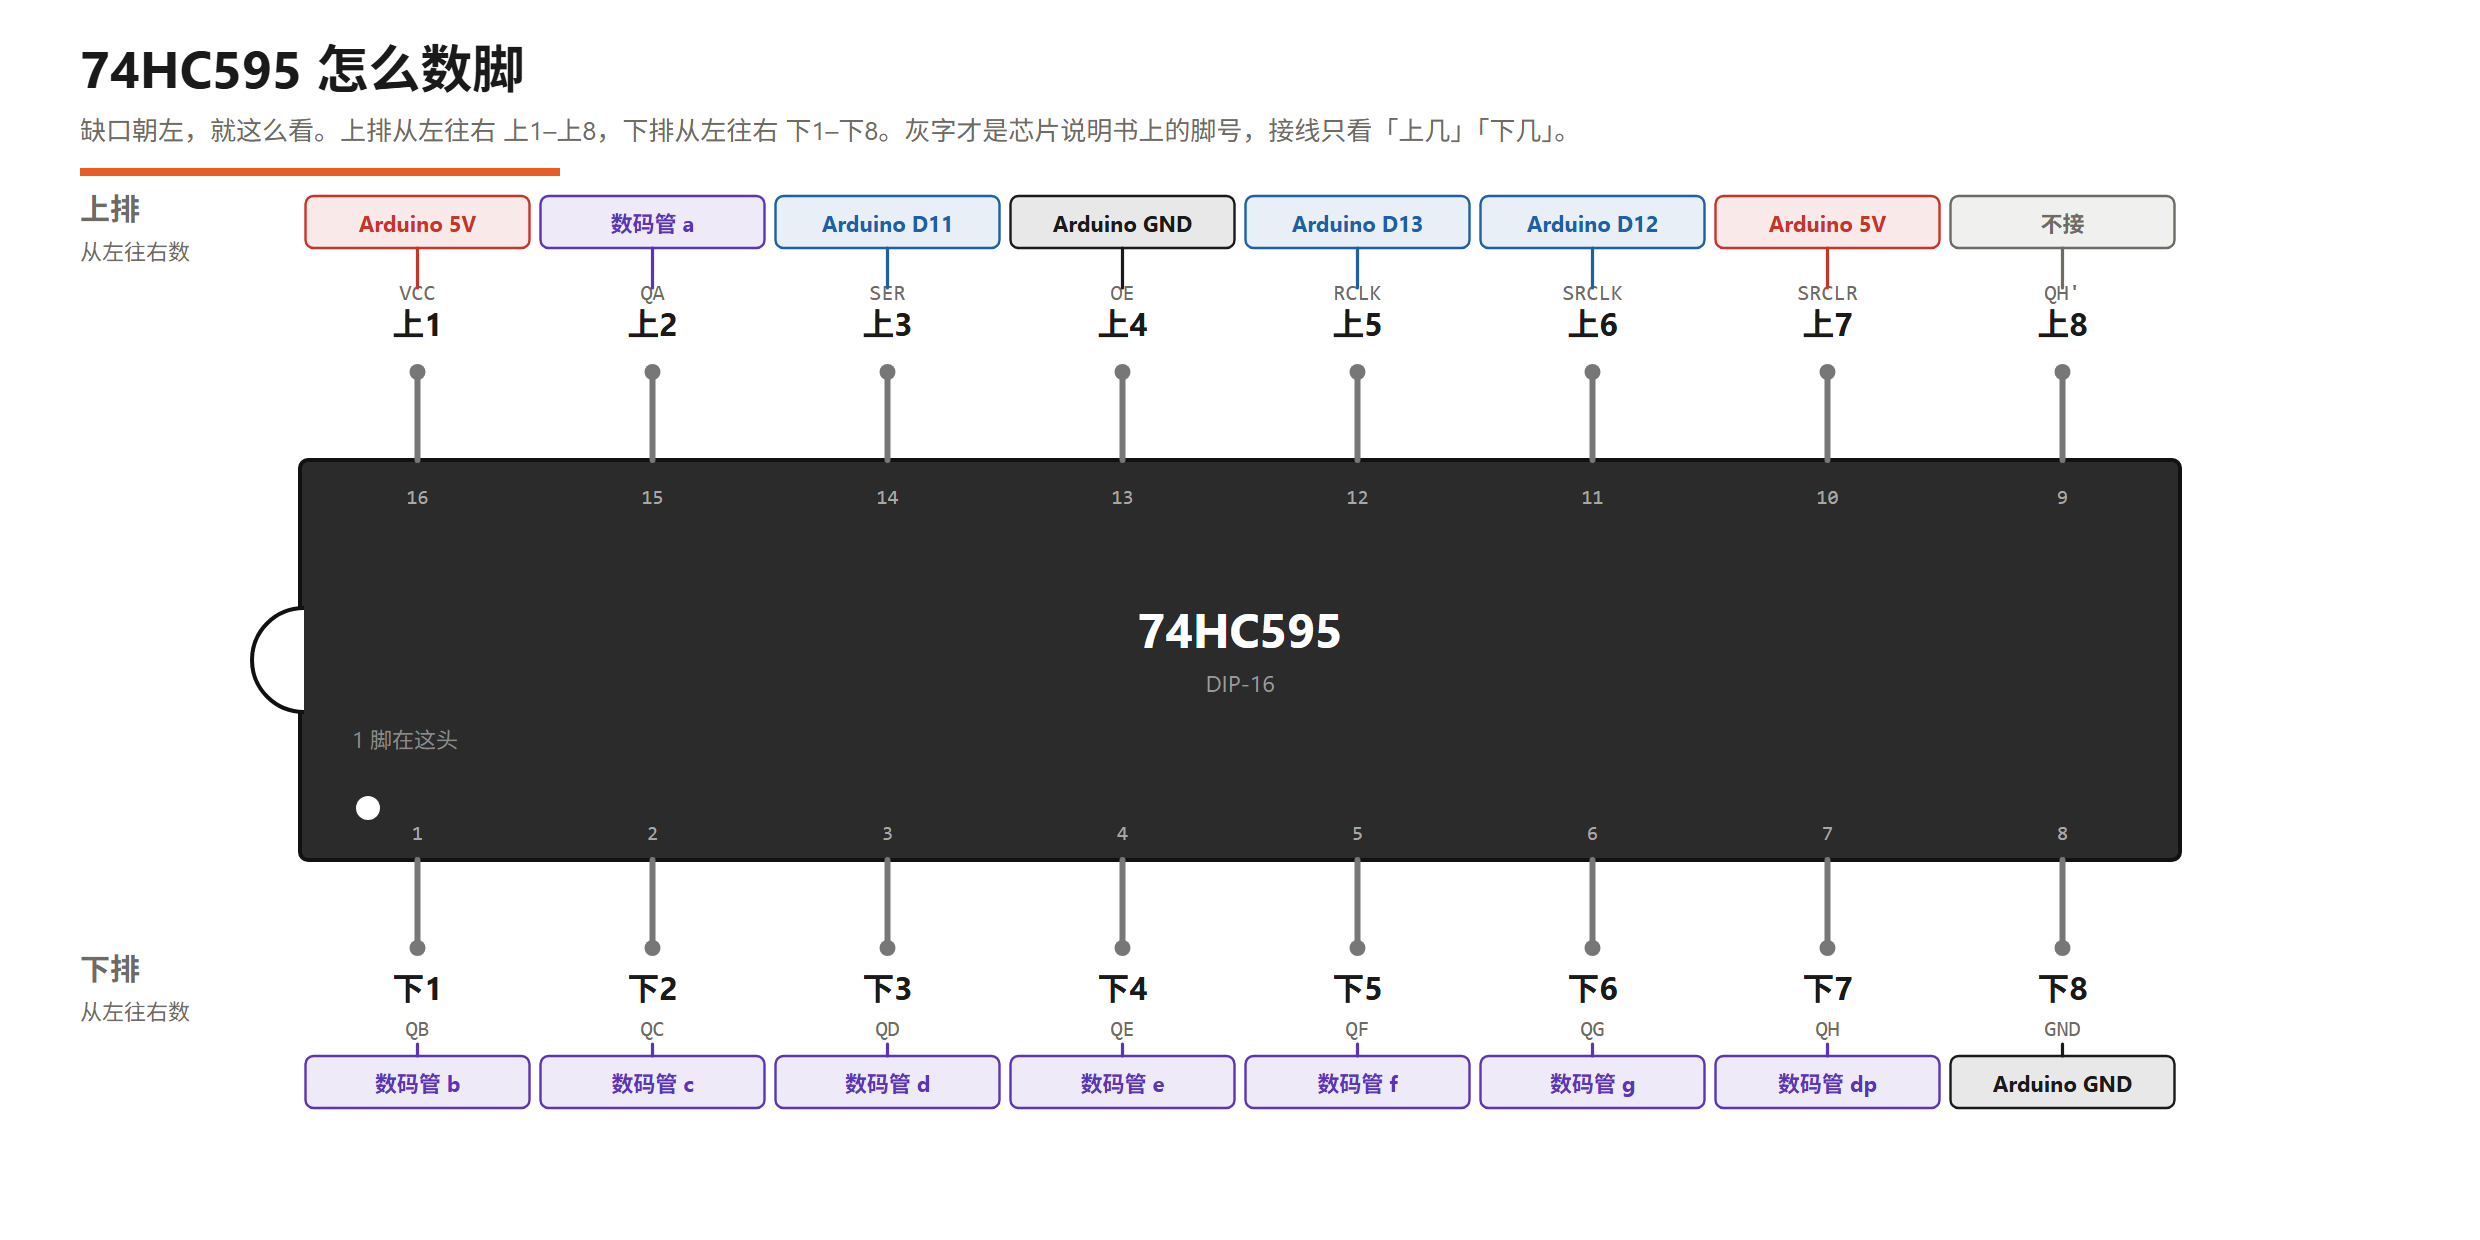 74HC595 怎么数脚
缺口朝左，就这么看。上排从左往右 上1–上8，下排从左往右 下1–下8。灰字才是芯片说明书上的脚号，接线只看「上几」「下几」。
上排
从左往右数
Arduino 5V 数码管 a Arduino D11 Arduino GND Arduino D13 Arduino D12 Arduino 5V 不接
VCC QA SER OE RCLK SRCLK SRCLR QH'
上1 上2 上3 上4 上5 上6 上7 上8
16 15 14 13 12 11 10 9
74HC595
DIP-16
1 脚在这头
1 2 3 4 5 6 7 8
下排
从左往右数
下1 下2 下3 下4 下5 下6 下7 下8
QB QC QD QE QF QG QH GND
数码管 b 数码管 c 数码管 d 数码管 e 数码管 f 数码管 g 数码管 dp Arduino GND